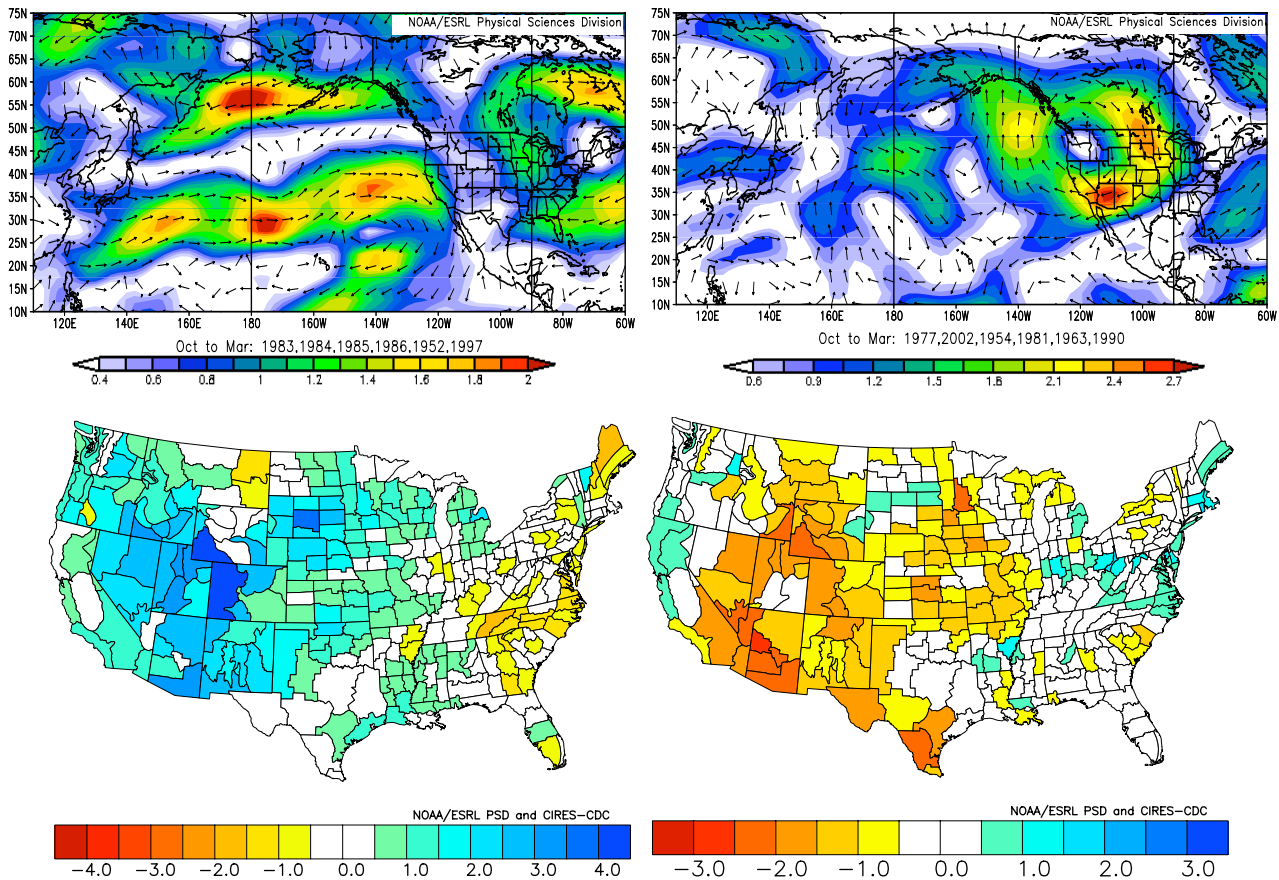 NOAA/ESRL Physical Sciences Division
75N
70N
65N
60N
55N
50N
45N
40N
35N
30N
25N
20N
15N
10N
120E 140E 160E 180 160W 140W 120W 100W 80W 60W
Oct to Mar: 1983,1984,1985,1986,1952,1997
0.4 0.6 0.8 1 1.2 1.4 1.6 1.8 2
NOAA/ESRL Physical Sciences Division
75N
70N
65N
60N
55N
50N
45N
40N
35N
30N
25N
20N
15N
10N
120E 140E 160E 180 160W 140W 120W 100W 80W 60W
Oct to Mar: 1977,2002,1954,1981,1963,1990
0.6 0.9 1.2 1.5 1.8 2.1 2.4 2.7
NOAA/ESRL PSD and CIRES-CDC
-4.0 -3.0 -2.0 -1.0 0.0 1.0 2.0 3.0 4.0
NOAA/ESRL PSD and CIRES-CDC
-3.0 -2.0 -1.0 0.0 1.0 2.0 3.0